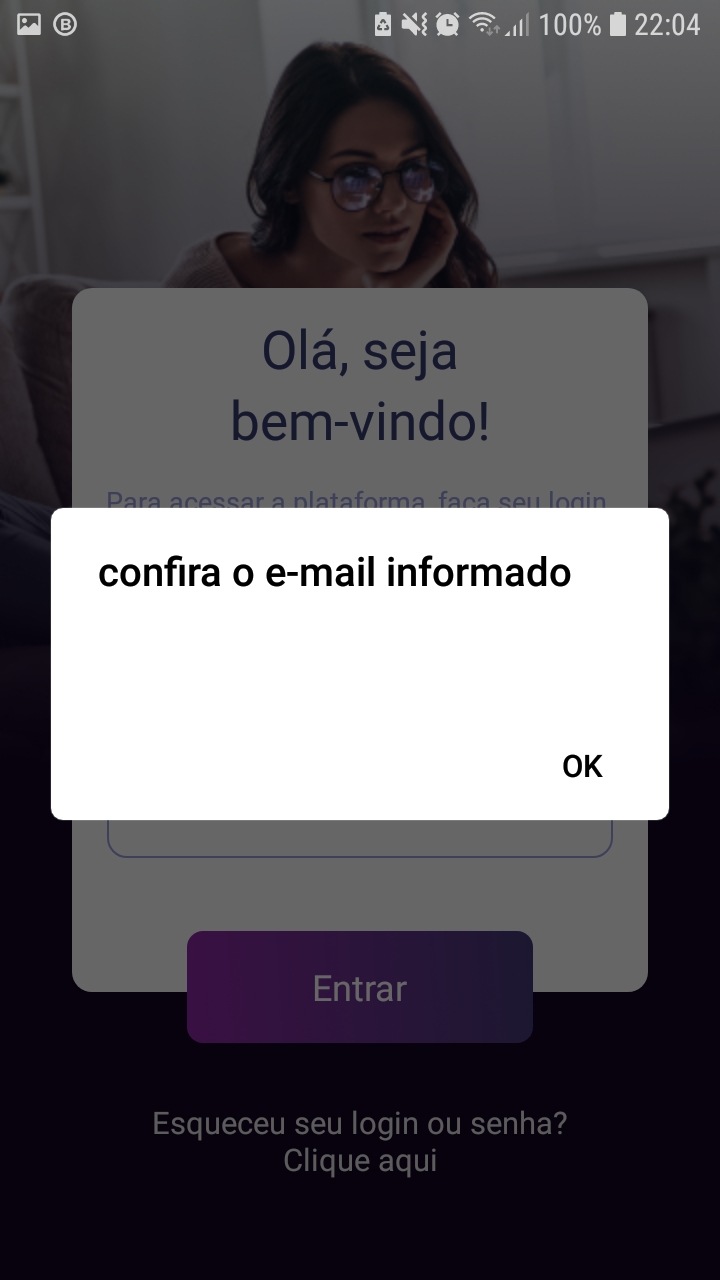 100% 22:04
Olá, seja
bem-vindo!
Para acessar a plataforma, faça seu login
confira o e-mail informado
OK
Entrar
Esqueceu seu login ou senha?
Clique aqui